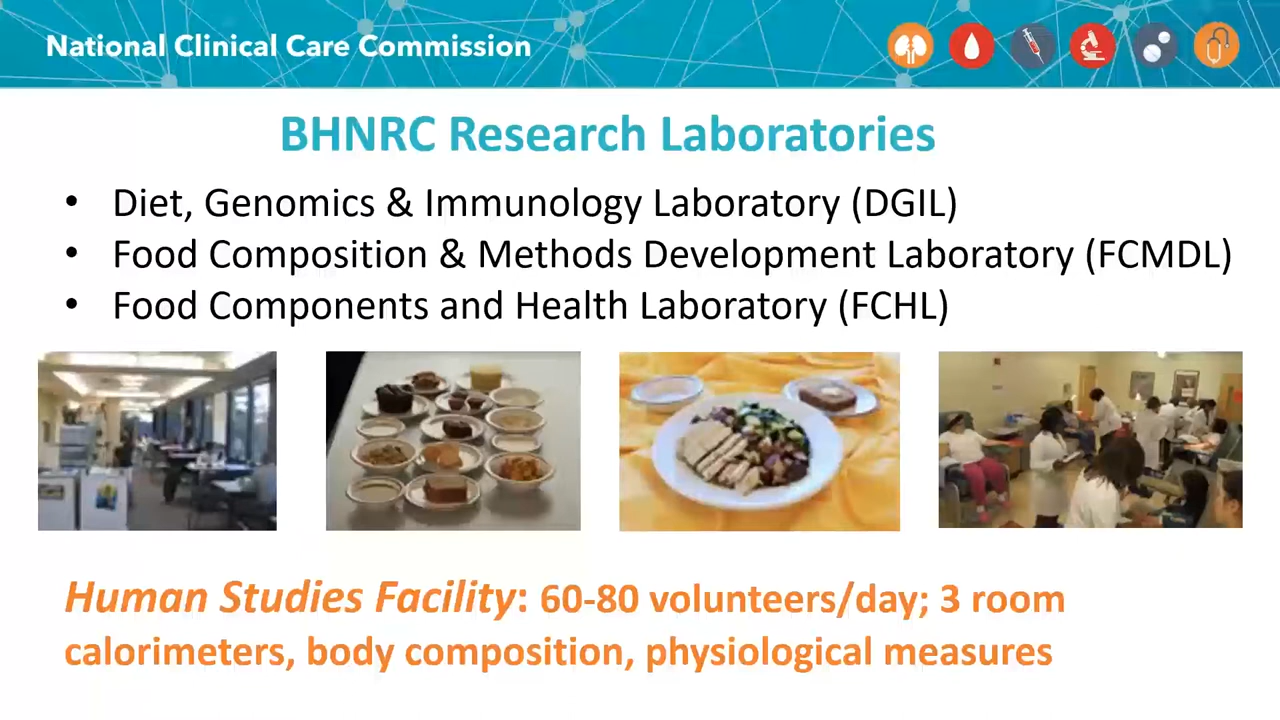 National Clinical Care Commission
BHNRC Research Laboratories
• Diet, Genomics & Immunology Laboratory (DGIL)
• Food Composition & Methods Development Laboratory (FCMDL)
• Food Components and Health Laboratory (FCHL)
Human Studies Facility: 60-80 volunteers/day; 3 room
calorimeters, body composition, physiological measures